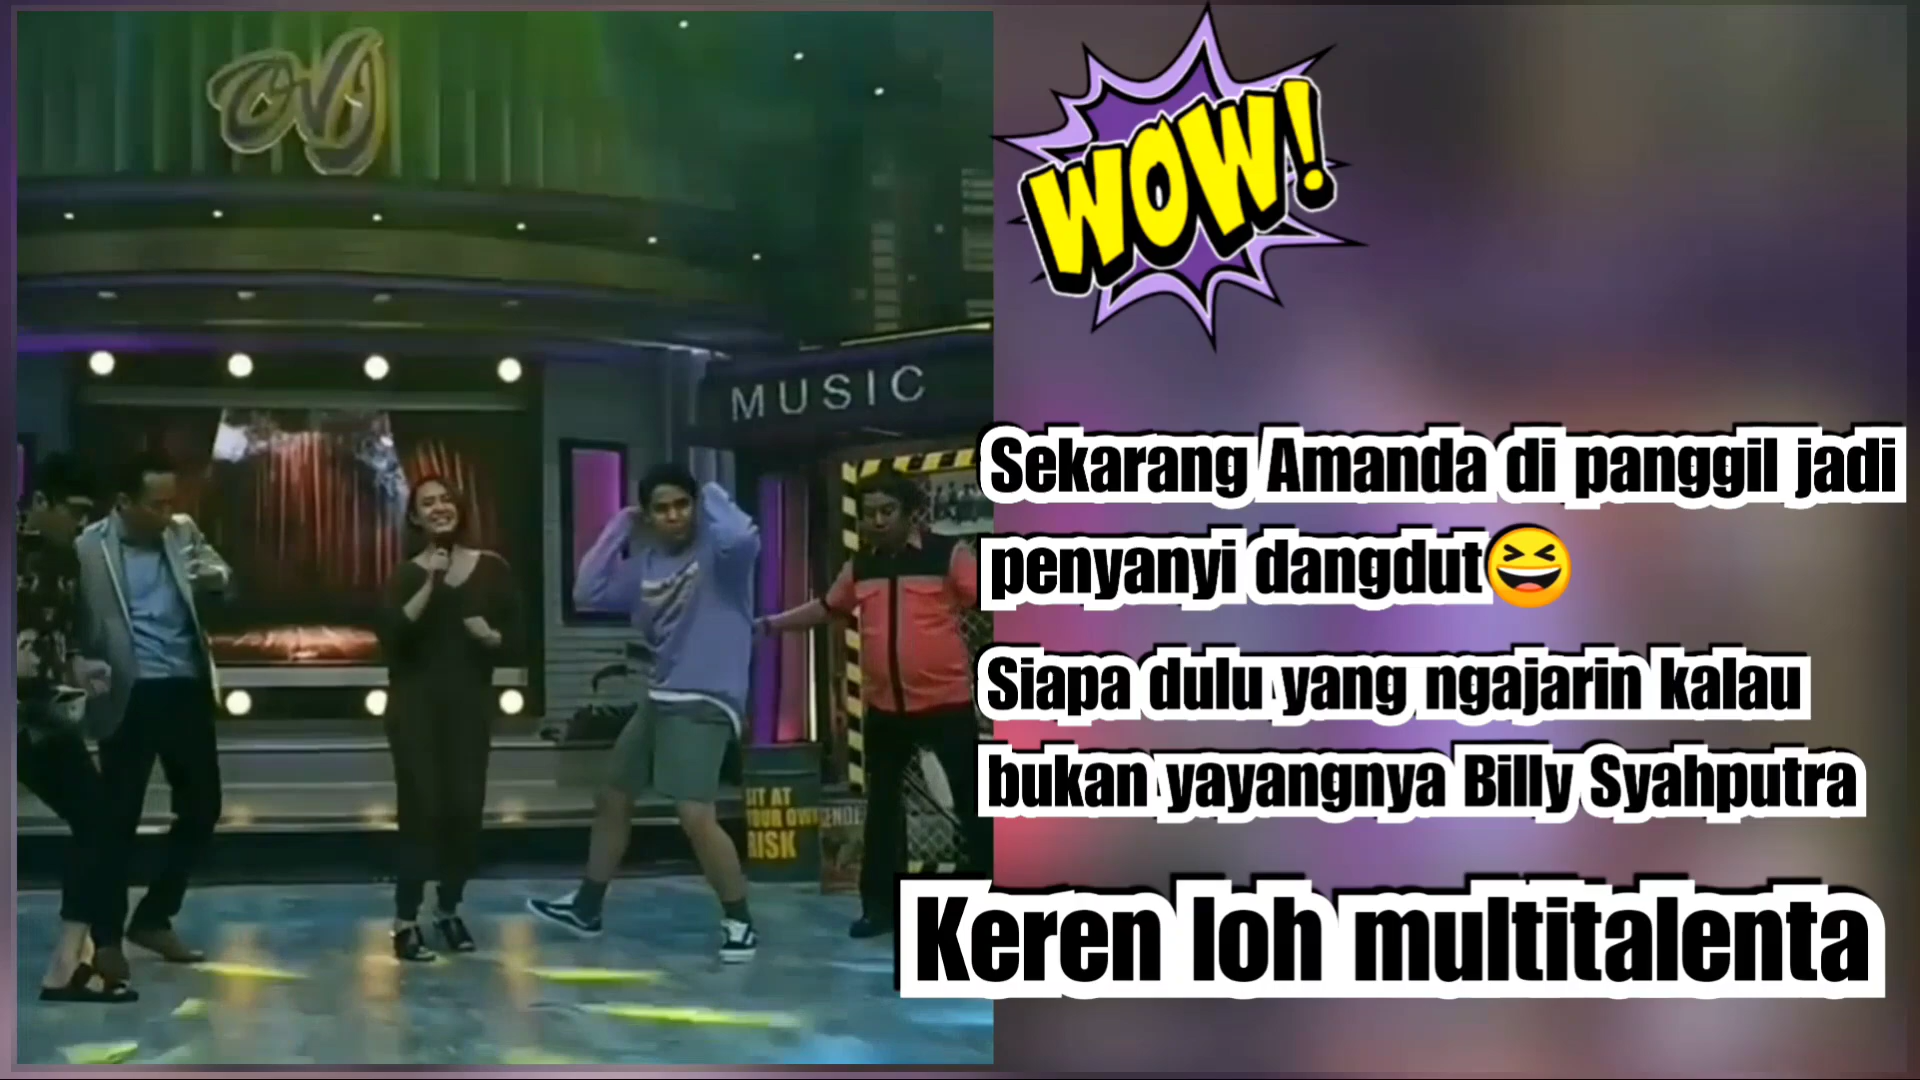 OVJ
WOW!
MUSIC
Sekarang Amanda di panggil jadi
penyanyi dangdut😆
Siapa dulu yang ngajarin kalau
bukan yayangnya Billy Syahputra
SIT AT
YOUR OWN
RISK
Keren loh multitalenta